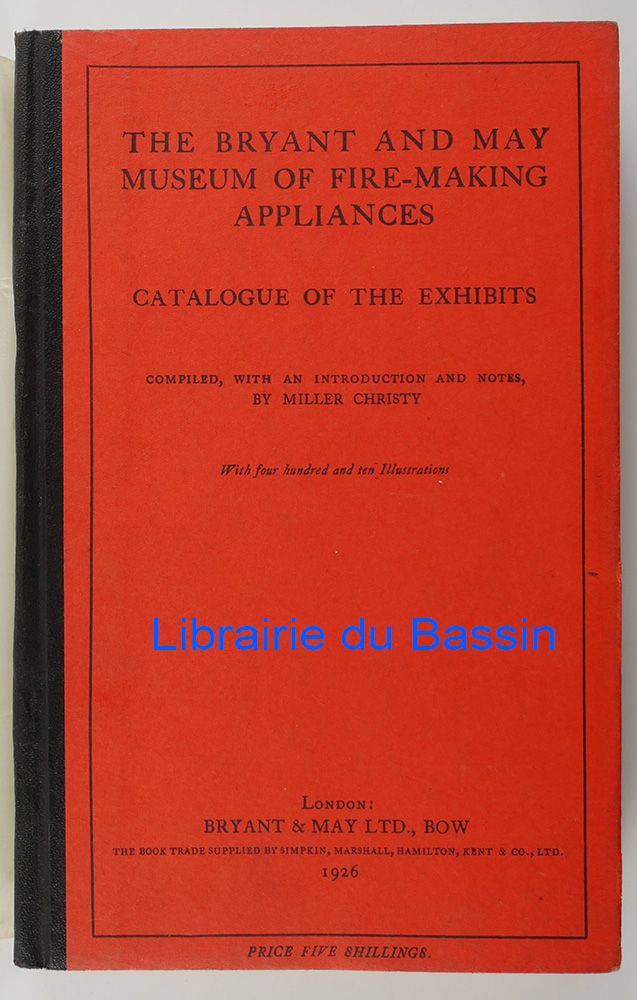 THE BRYANT AND MAY
MUSEUM OF FIRE-MAKING
APPLIANCES
CATALOGUE OF THE EXHIBITS
COMPILED, WITH AN INTRODUCTION AND NOTES,
BY MILLER CHRISTY
With four hundred and ten Illustrations
Librairie du Bassin
LONDON:
BRYANT & MAY LTD., BOW
THE BOOK TRADE SUPPLIED BY SIMPKIN, MARSHALL, HAMILTON, KENT & CO., LTD.
1926
PRICE FIVE SHILLINGS.